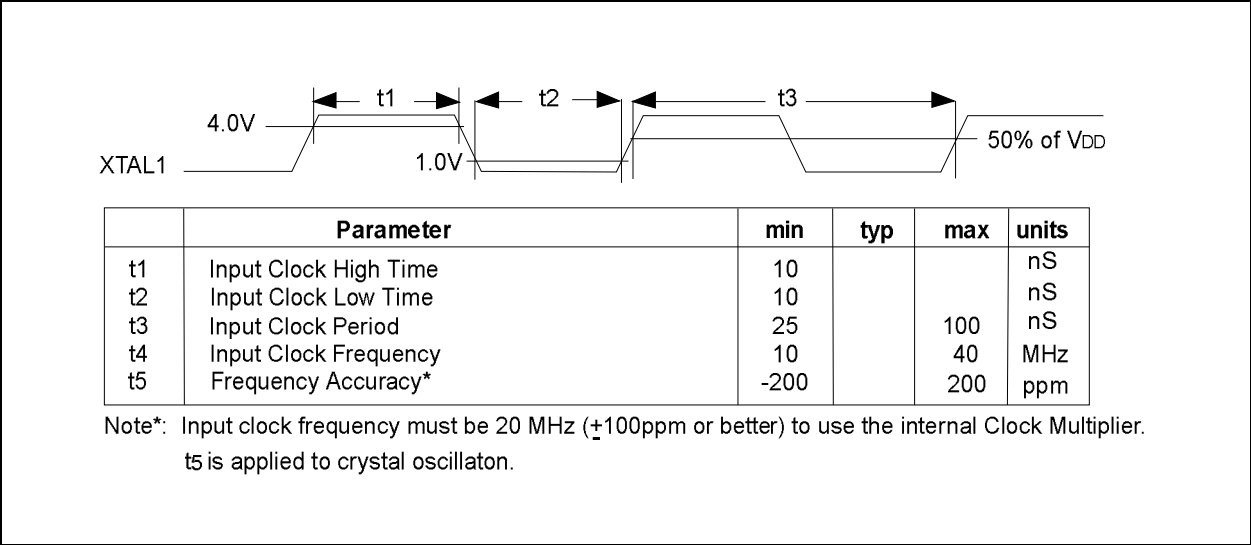 t1 t2 t3
4.0V
50% of VDD
XTAL1 1.0V
Parameter min typ max units
t1 Input Clock High Time 10 nS
t2 Input Clock Low Time 10 nS
t3 Input Clock Period 25 100 nS
t4 Input Clock Frequency 10 40 MHz
t5 Frequency Accuracy* -200 200 ppm
Note*: Input clock frequency must be 20 MHz (±100ppm or better) to use the internal Clock Multiplier.
t5 is applied to crystal oscillaton.